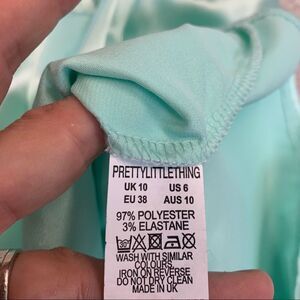 PRETTYLITTLETHING
UK 10 US 6
EU 38 AUS 10
97% POLYESTER
3% ELASTANE
WASH WITH SIMILAR
COLOURS
IRON ON REVERSE
DO NOT DRY CLEAN
MADE IN UK